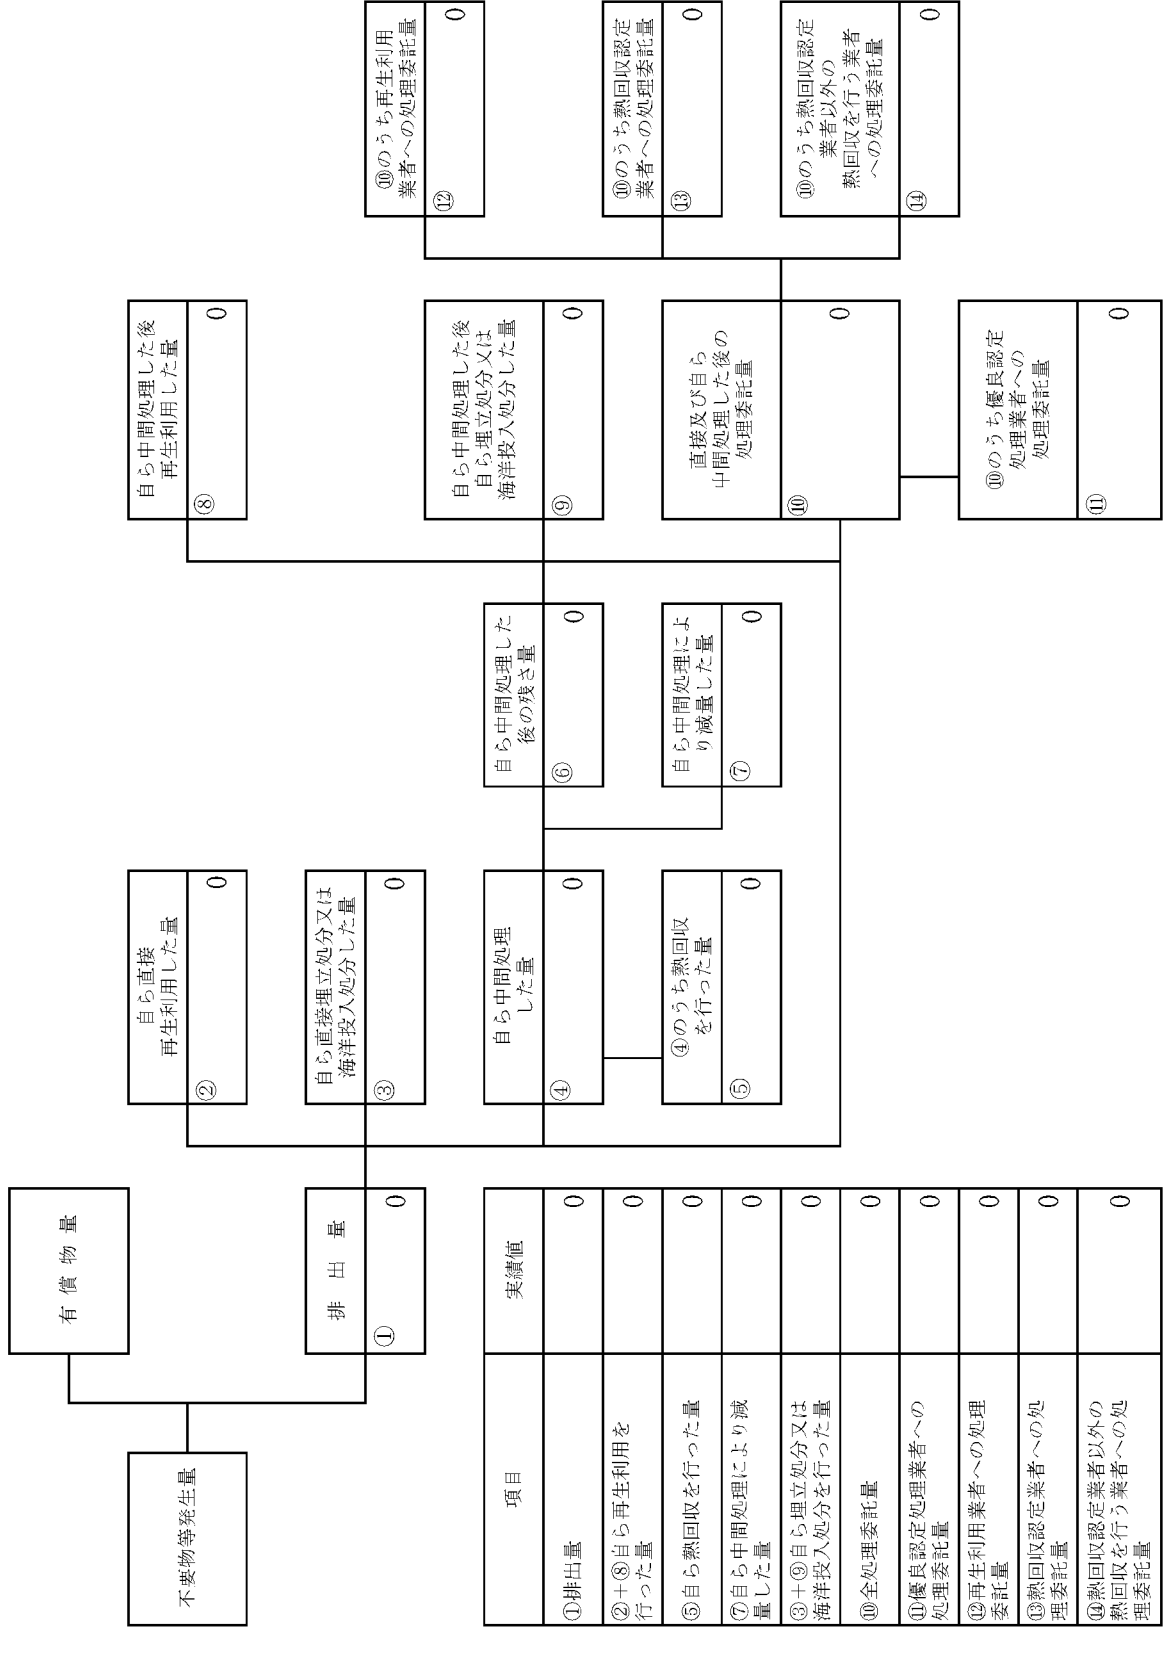 不要物等発生量
有 償 物 量
排 出 量
①
0
自ら直接
再生利用した量
②
0
自ら直接埋立処分又は
海洋投入処分した量
③
0
自ら中間処理
した量
④
0
④のうち熱回収
を行った量
⑤
0
自ら中間処理した
後の残さ量
⑥
0
自ら中間処理によ
り減量した量
⑦
0
自ら中間処理した後
再生利用した量
⑧
0
自ら中間処理した後
自ら埋立処分又は
海洋投入処分した量
⑨
0
直接及び自ら
中間処理した後の
処理委託量
⑩
0
⑩のうち優良認定
処理業者への
処理委託量
⑪
0
⑩のうち再生利用
業者への処理委託量
⑫
0
⑩のうち熱回収認定
業者への処理委託量
⑬
0
⑩のうち熱回収認定
業者以外の
熱回収を行う業者
への処理委託量
⑭
0
項目
実績値
①排出量
0
②＋⑧自ら再生利用を
行った量
0
⑤自ら熱回収を行った量
0
⑦自ら中間処理により減
量した量
0
③＋⑨自ら埋立処分又は
海洋投入処分を行った量
0
⑩全処理委託量
0
⑪優良認定処理業者への
処理委託量
0
⑫再生利用業者への処理
委託量
0
⑬熱回収認定業者への処
理委託量
0
⑭熱回収認定業者以外の
熱回収を行う業者への処
理委託量
0